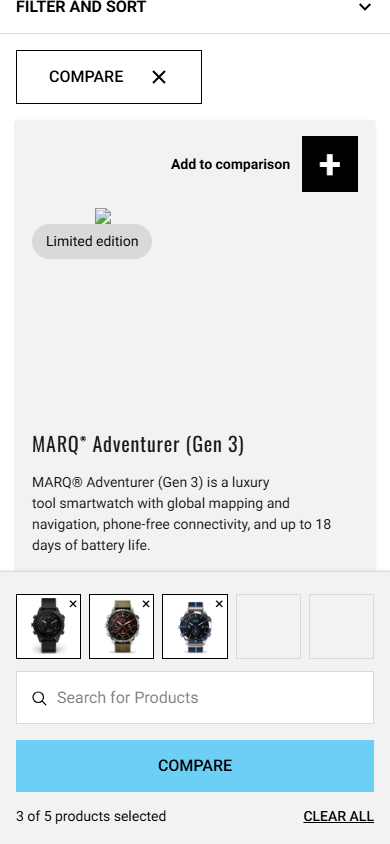 FILTER AND SORT
COMPARE
Add to comparison
Limited edition
MARQ® Adventurer (Gen 3)
MARQ® Adventurer (Gen 3) is a luxury
tool smartwatch with global mapping and
navigation, phone-free connectivity, and up to 18
days of battery life.
Search for Products
COMPARE
3 of 5 products selected
CLEAR ALL